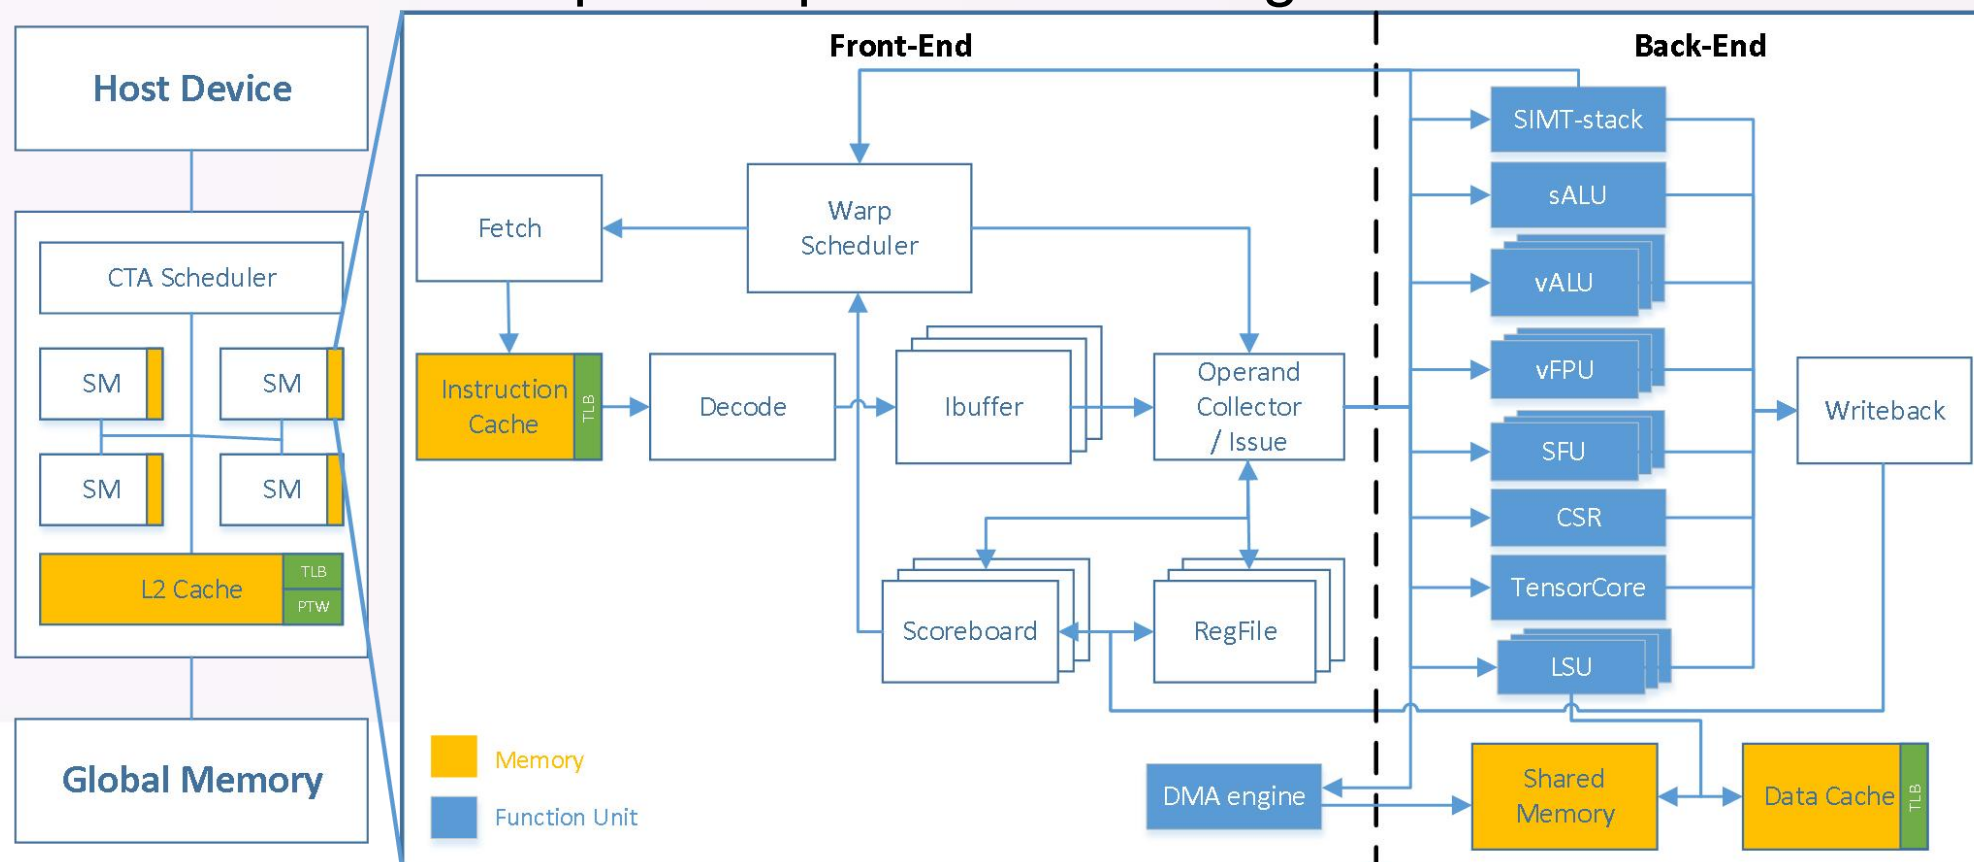 Front-End
Back-End
Host Device
CTA Scheduler
SM
SM
SM
SM
L2 Cache
TLB
PTW
Global Memory
Fetch
Warp
Scheduler
Instruction
Cache
TLB
Decode
Ibuffer
Operand
Collector
/ Issue
Scoreboard
RegFile
SIMT-stack
sALU
vALU
vFPU
SFU
CSR
TensorCore
LSU
Writeback
Memory
Function Unit
DMA engine
Shared
Memory
Data Cache
TLB